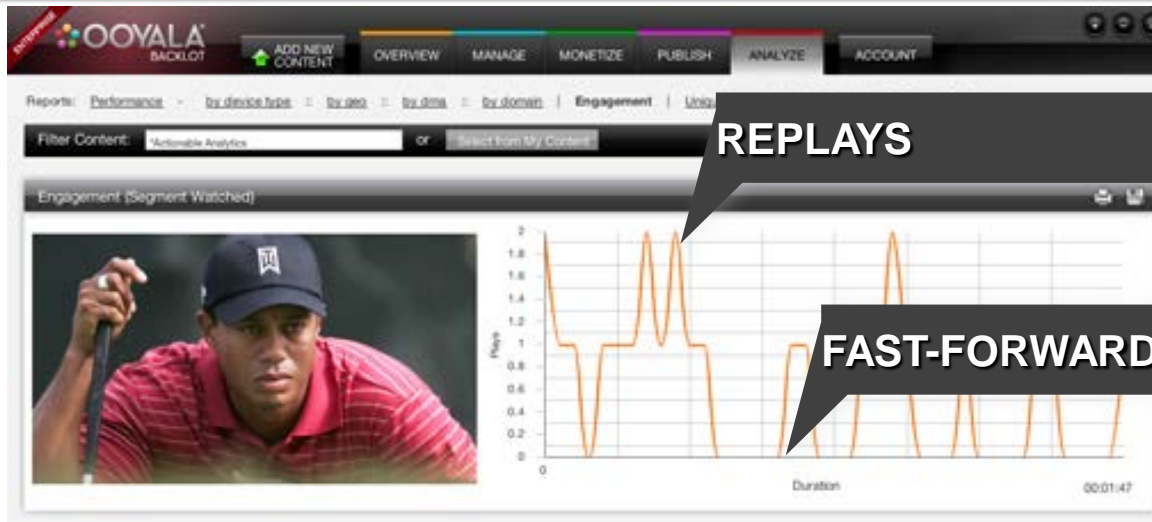 ENTERPRISE
OOYALA
BACKLOT
ADD NEW
CONTENT
OVERVIEW
MANAGE
MONETIZE
PUBLISH
ANALYZE
ACCOUNT
Reports: Performance - by device type :: by geo :: by dma :: by domain | Engagement | Uniqu
REPLAYS
Filter Content: "Actionable Analytics or Select from My Content
Engagement (Segment Watched)
2
1.8
1.6
1.4
1.2
1
0.8
0.6
0.4
0.2
0
Plays
FAST-FORWARD
0
Duration
00:01:47
TW